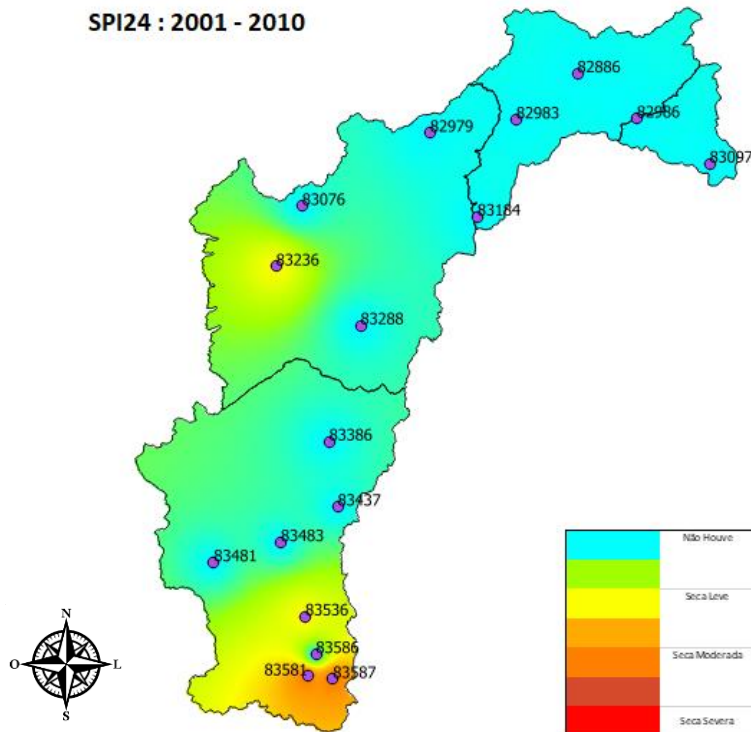 SPI24 : 2001 - 2010
82886
82983
82986
82979
83097
83076
83184
83236
83288
83386
83437
83483
83481
83536
83586
83581
83587
N
O
L
S
Não Houve
Seca Leve
Seca Moderada
Seca Severa